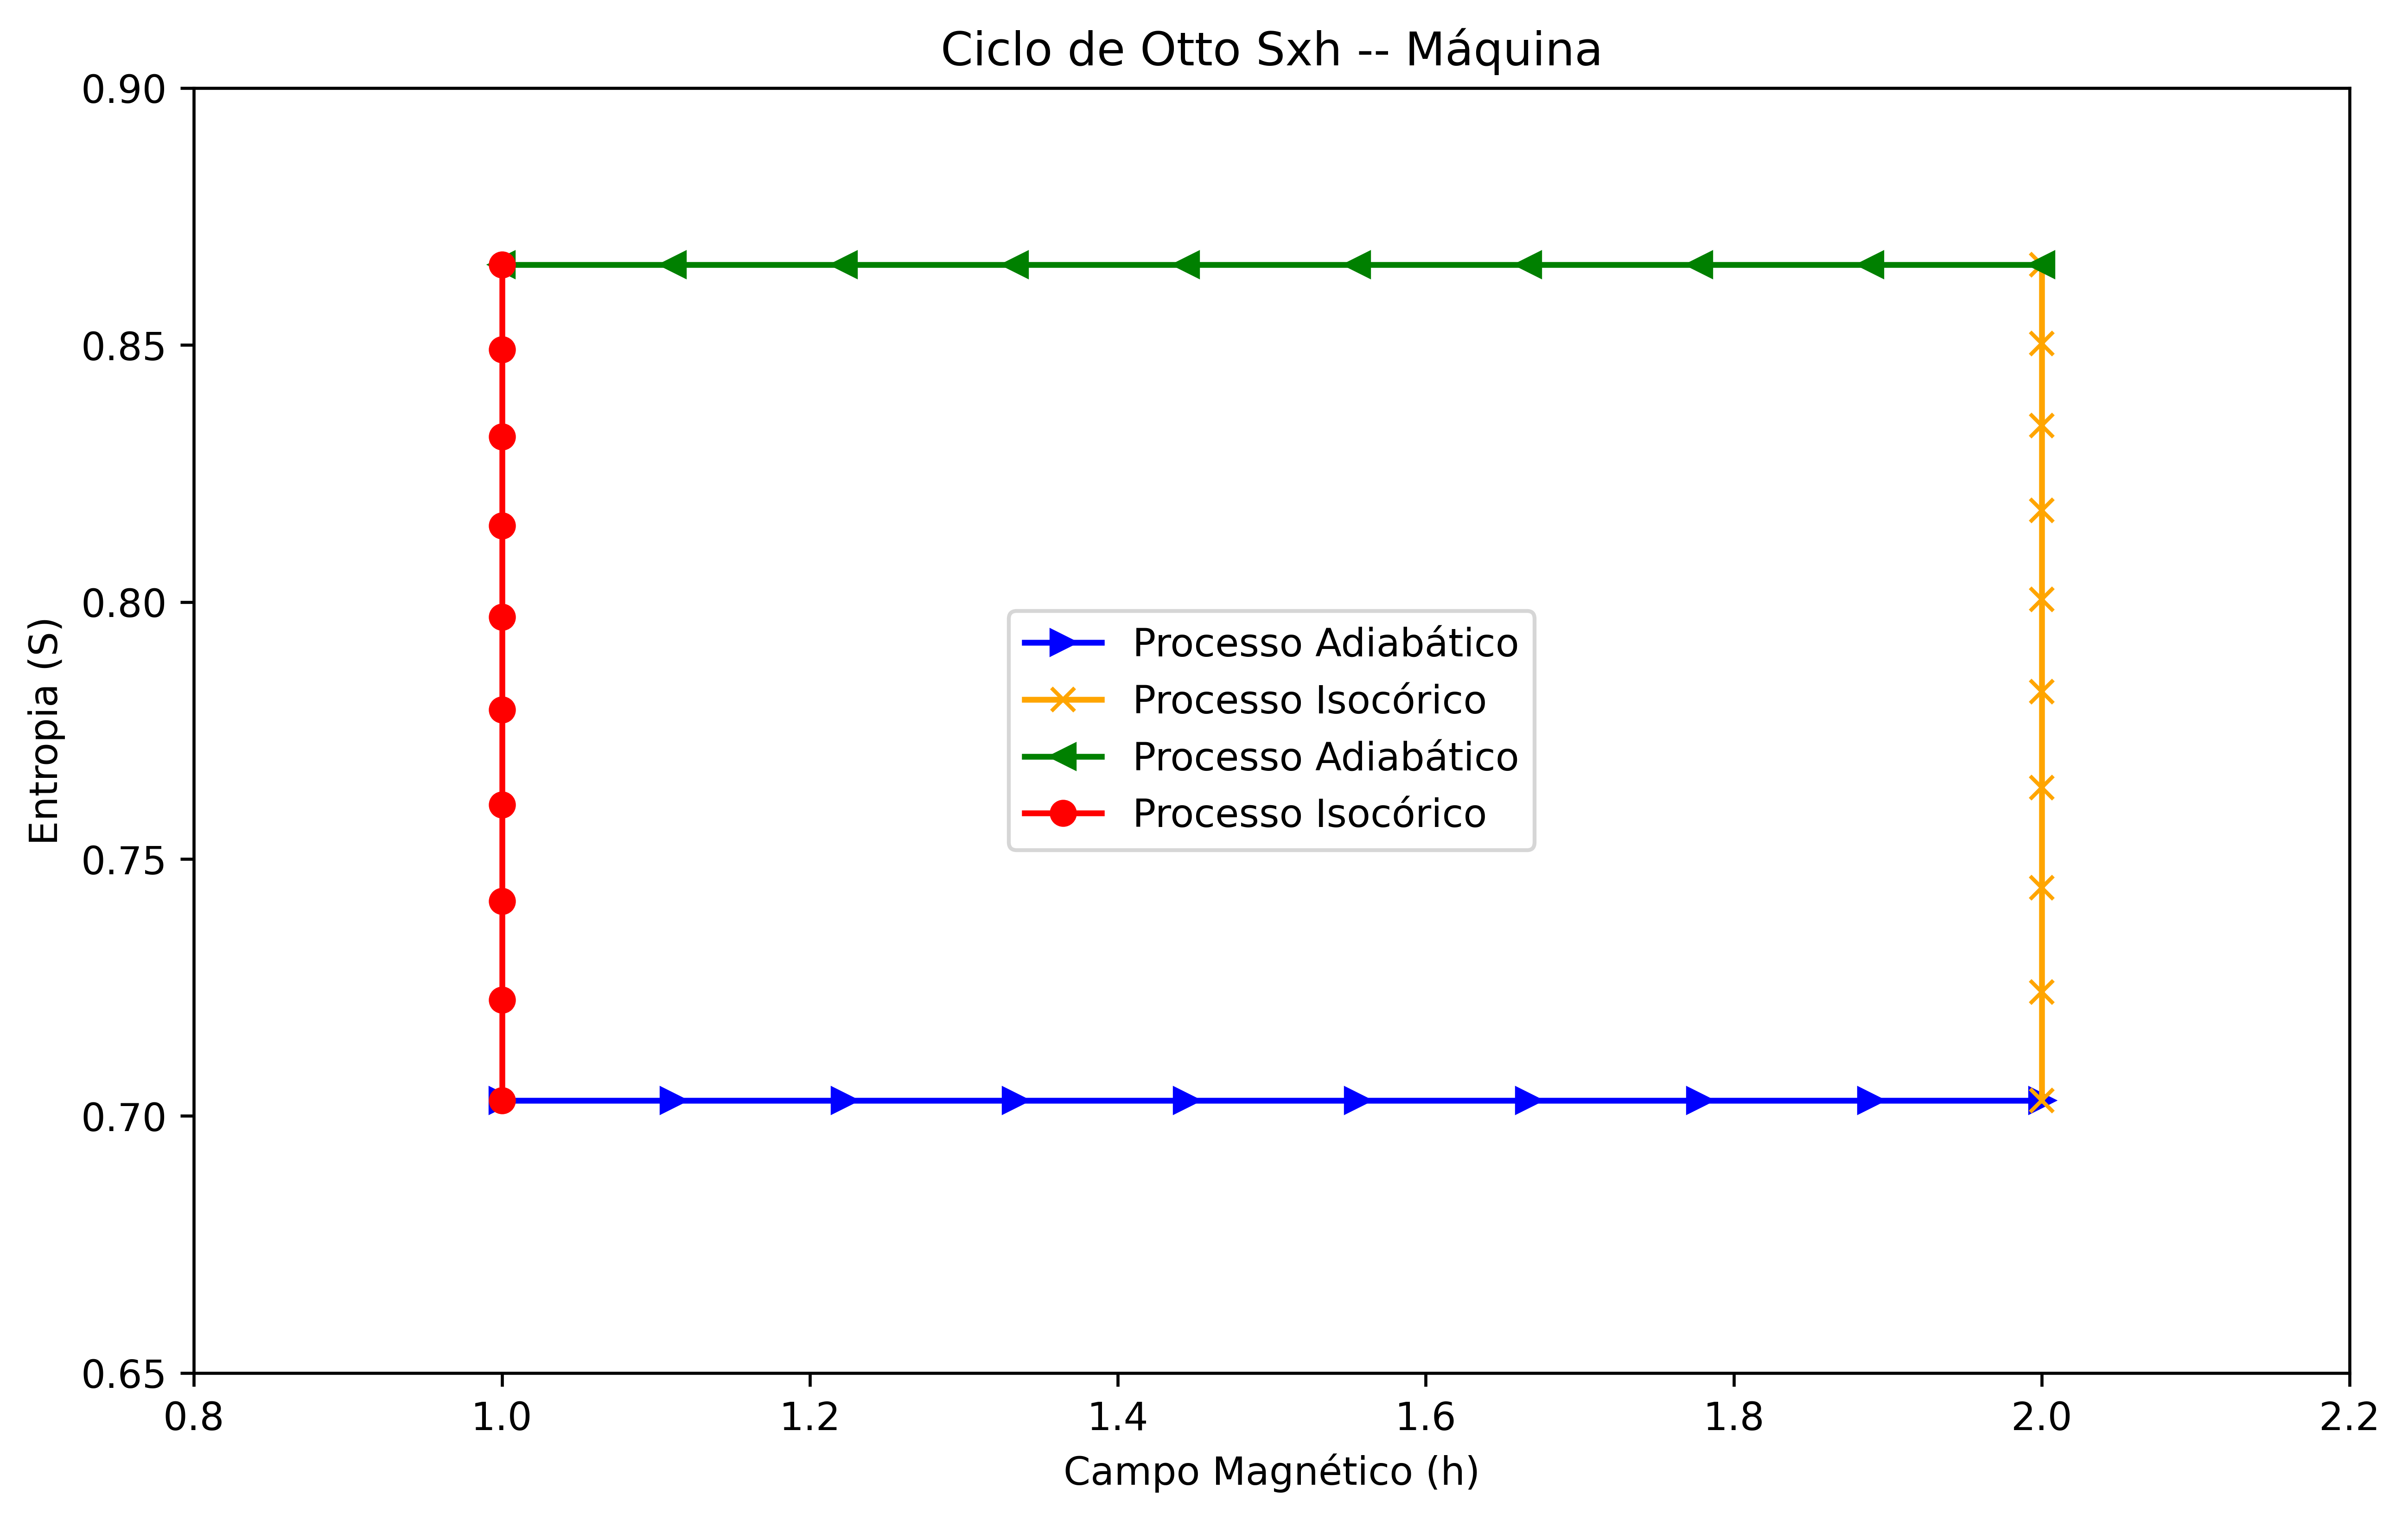 Ciclo de Otto Sxh -- Máquina
0.90
0.85
0.80
0.75
0.70
0.65
Entropia (S)
Processo Adiabático
Processo Isocórico
Processo Adiabático
Processo Isocórico
0.8 1.0 1.2 1.4 1.6 1.8 2.0 2.2
Campo Magnético (h)